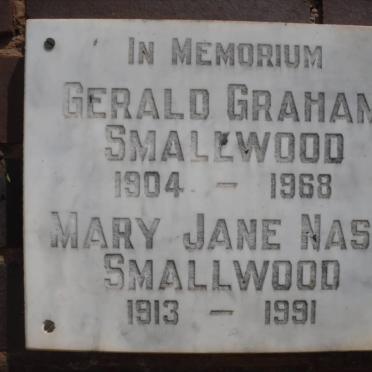 IN MEMORIUM
GERALD GRAHAM
SMALLWOOD
1904 – 1968
MARY JANE NAS
SMALLWOOD
1913 – 1991